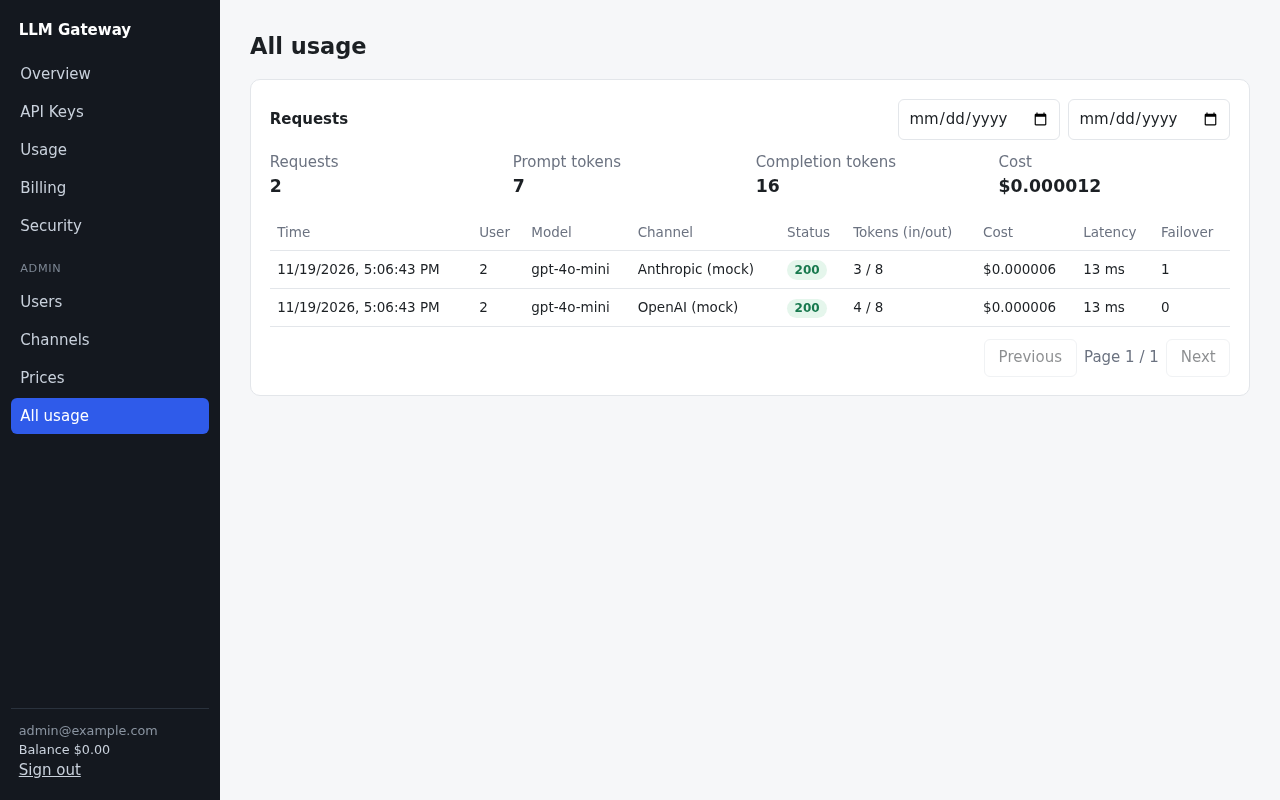 LLM Gateway
Overview
API Keys
Usage
Billing
Security
ADMIN
Users
Channels
Prices
All usage
admin@example.com
Balance $0.00
Sign out
All usage
Requests mm/dd/yyyy mm/dd/yyyy
Requests Prompt tokens Completion tokens Cost
2 7 16 $0.000012
Time User Model Channel Status Tokens (in/out) Cost Latency Failover
11/19/2026, 5:06:43 PM 2 gpt-4o-mini Anthropic (mock) 200 3 / 8 $0.000006 13 ms 1
11/19/2026, 5:06:43 PM 2 gpt-4o-mini OpenAI (mock) 200 4 / 8 $0.000006 13 ms 0
Previous Page 1 / 1 Next